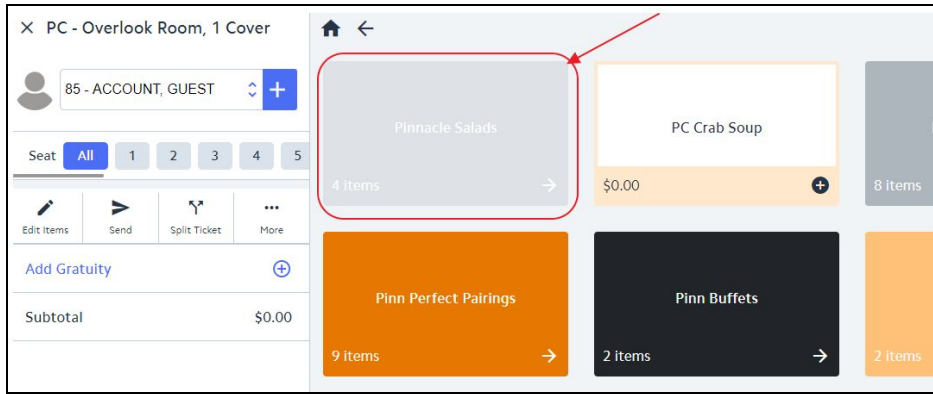 PC - Overlook Room, 1 Cover
85 - ACCOUNT, GUEST
Seat All 1 2 3 4 5
Edit Items Send Split Ticket More
Add Gratuity
Subtotal $0.00
Pinnacle Salads
4 items
PC Crab Soup
$0.00
8 items
Pinn Perfect Pairings
9 items
Pinn Buffets
2 items
2 items